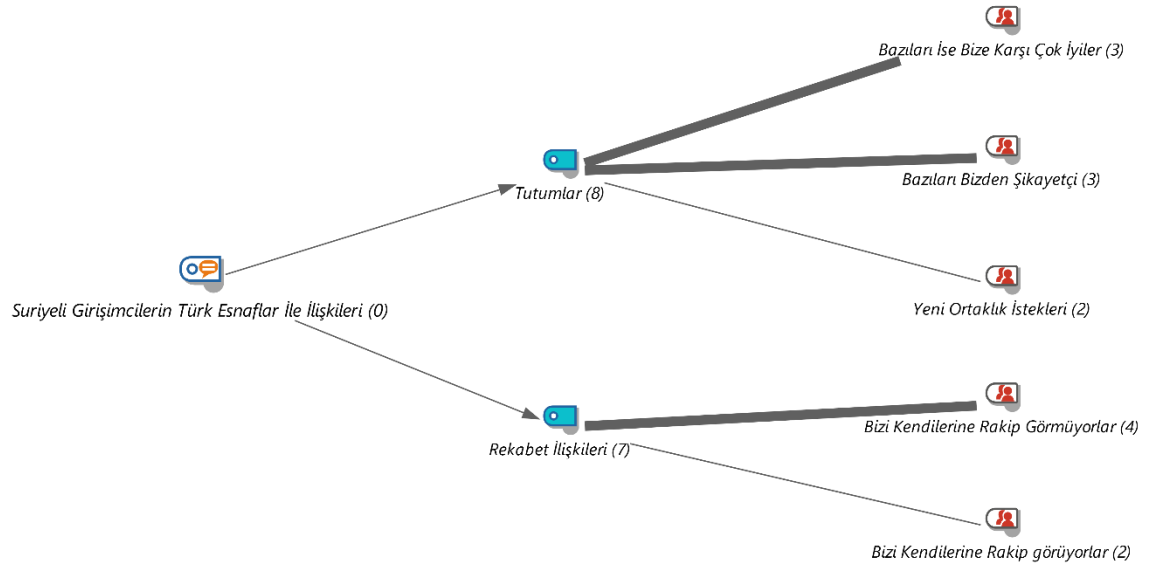 Bazıları İse Bize Karşı Çok İyiler (3)
Bazıları Bizden Şikayetçi (3)
Tutumlar (8)
Yeni Ortaklık İstekleri (2)
Suriyeli Girişimcilerin Türk Esnaflar İle İlişkileri (0)
Bizi Kendilerine Rakip Görmüyorlar (4)
Rekabet İlişkileri (7)
Bizi Kendilerine Rakip görüyorlar (2)